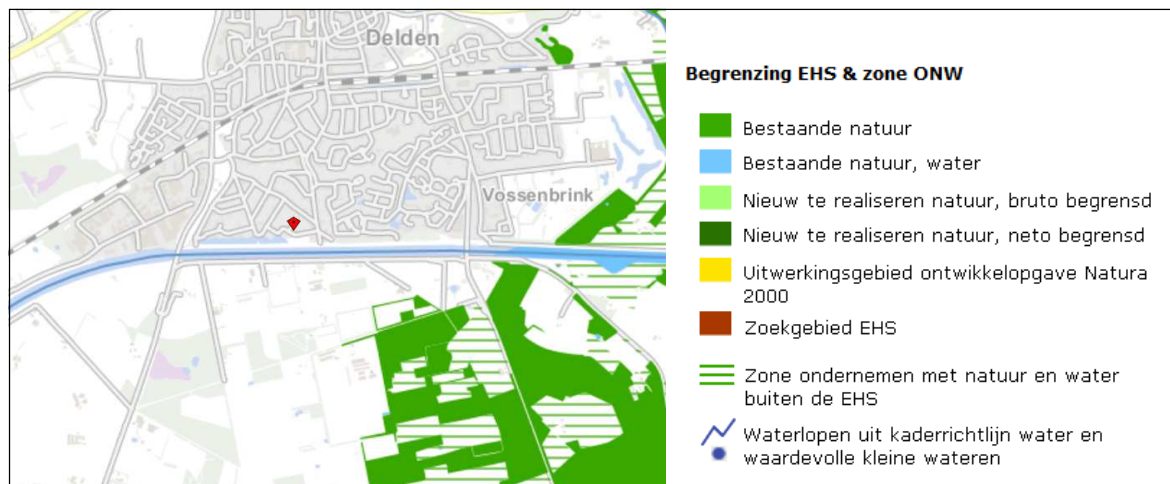 Delden
Vossenbrink
Begrenzing EHS & zone ONW
Bestaande natuur
Bestaande natuur, water
Nieuw te realiseren natuur, bruto begrensd
Nieuw te realiseren natuur, neto begrensd
Uitwerkingsgebied ontwikkelopgave Natura
2000
Zoekgebied EHS
Zone ondernemen met natuur en water
buiten de EHS
Waterlopen uit kaderrichtlijn water en
waardevolle kleine wateren